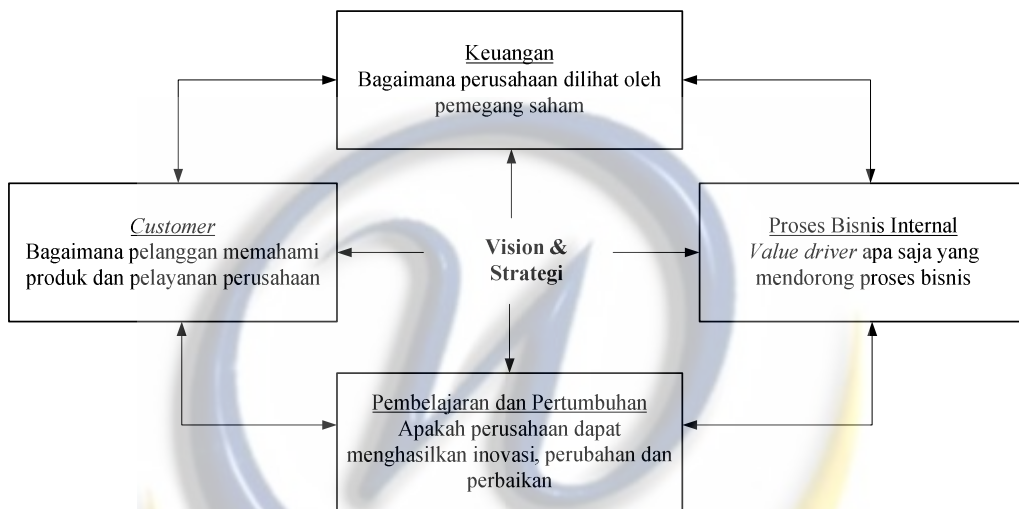 Keuangan
Bagaimana perusahaan dilihat oleh
pemegang saham
Customer
Bagaimana pelanggan memahami
produk dan pelayanan perusahaan
Vision &
Strategi
Proses Bisnis Internal
Value driver apa saja yang
mendorong proses bisnis
Pembelajaran dan Pertumbuhan
Apakah perusahaan dapat
menghasilkan inovasi, perubahan dan
perbaikan